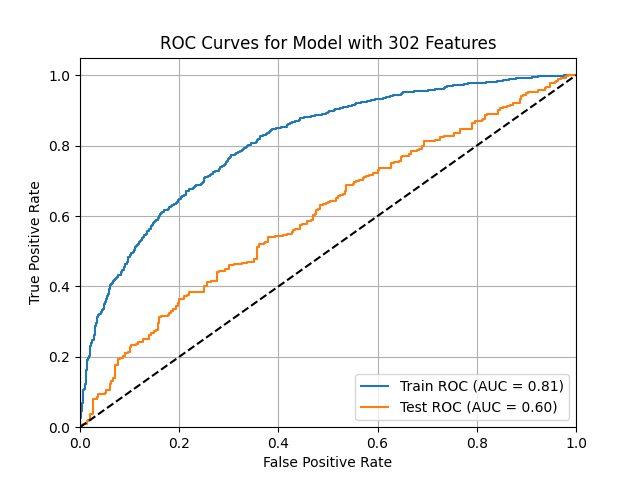 ROC Curves for Model with 302 Features
1.0
0.8
0.6
0.4
0.2
0.0
True Positive Rate
0.0 0.2 0.4 0.6 0.8 1.0
False Positive Rate
Train ROC (AUC = 0.81)
Test ROC (AUC = 0.60)